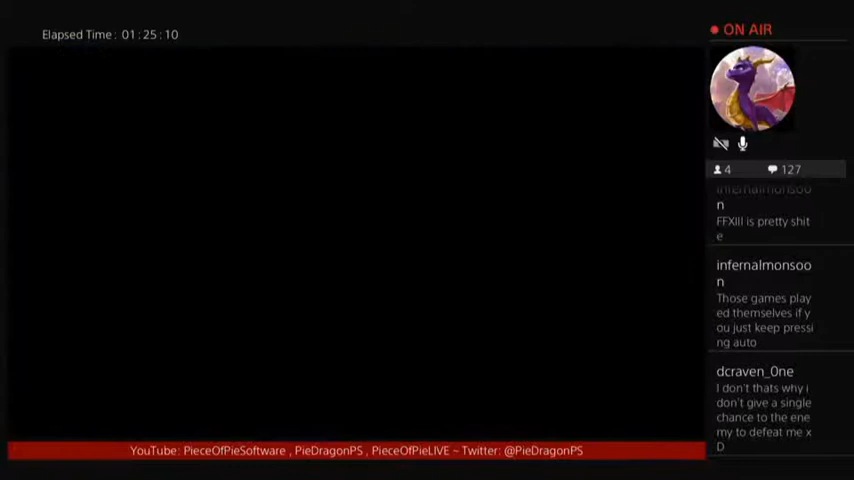 Elapsed Time : 01:25:10
ON AIR
4
127
infernalmonsoo
n
FFXIII is pretty shit
e
infernalmonsoo
n
Those games play
ed themselves if y
ou just keep pressi
ng auto
dcraven_0ne
I don't thats why i
don't give a single
chance to the ene
my to defeat me x
D
YouTube: PieceOfPieSoftware , PieDragonPS , PieceOfPieLIVE ~ Twitter: @PieDragonPS